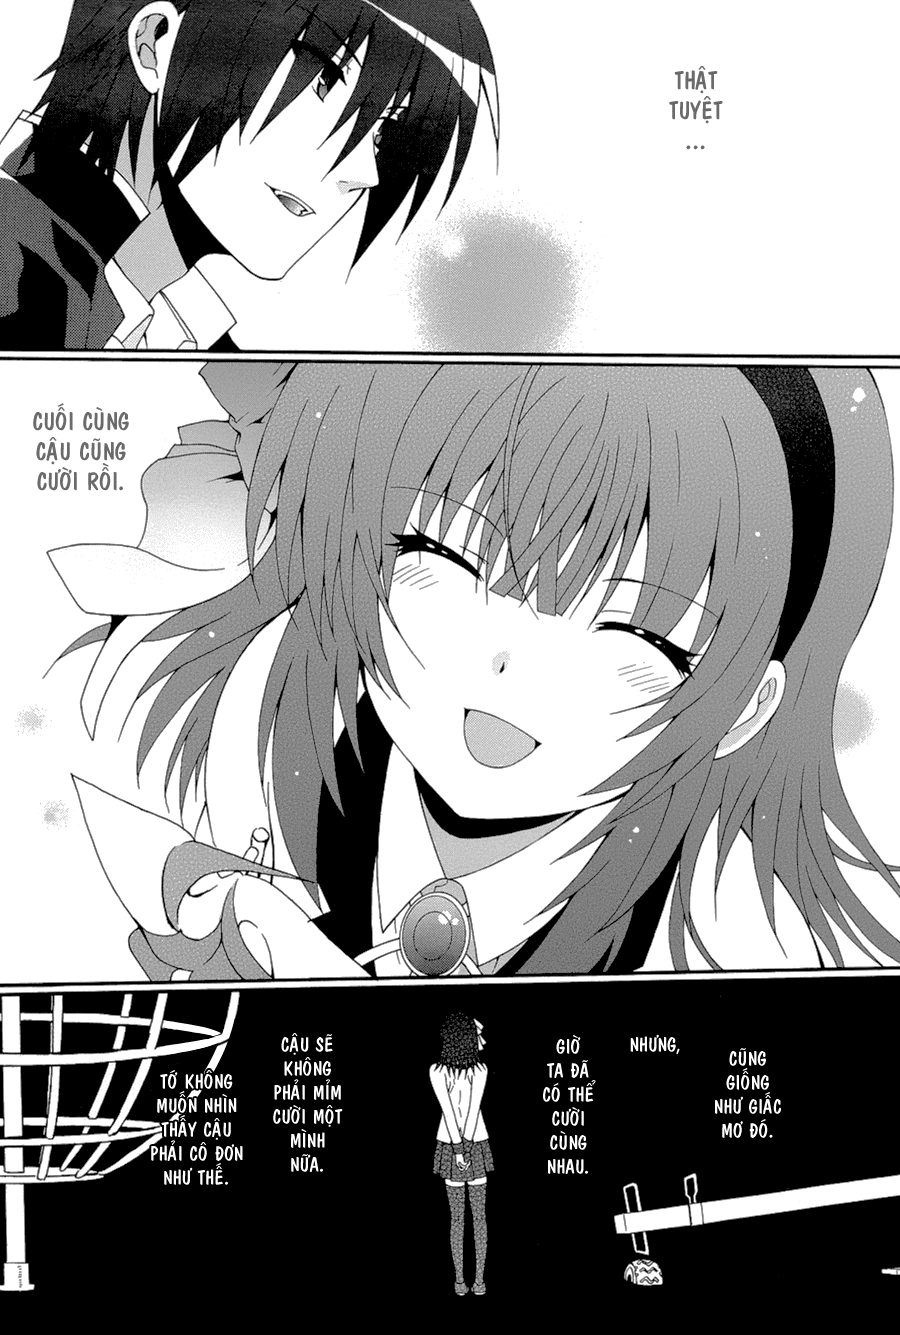 THẬT
TUYỆT
...
CUỐI CÙNG
CẬU CŨNG
CƯỜI RỒI.
CŨNG
GIỐNG
NHƯ GIẤC
MƠ ĐÓ.
NHƯNG,
GIỜ
TA ĐÃ
CÓ THỂ
CƯỜI
CÙNG
NHAU.
CẬU SẼ
KHÔNG
PHẢI MỈM
CƯỜI MỘT
MÌNH
NỮA.
TỚ KHÔNG
MUỐN NHÌN
THẤY CẬU
PHẢI CÔ ĐƠN
NHƯ THẾ.